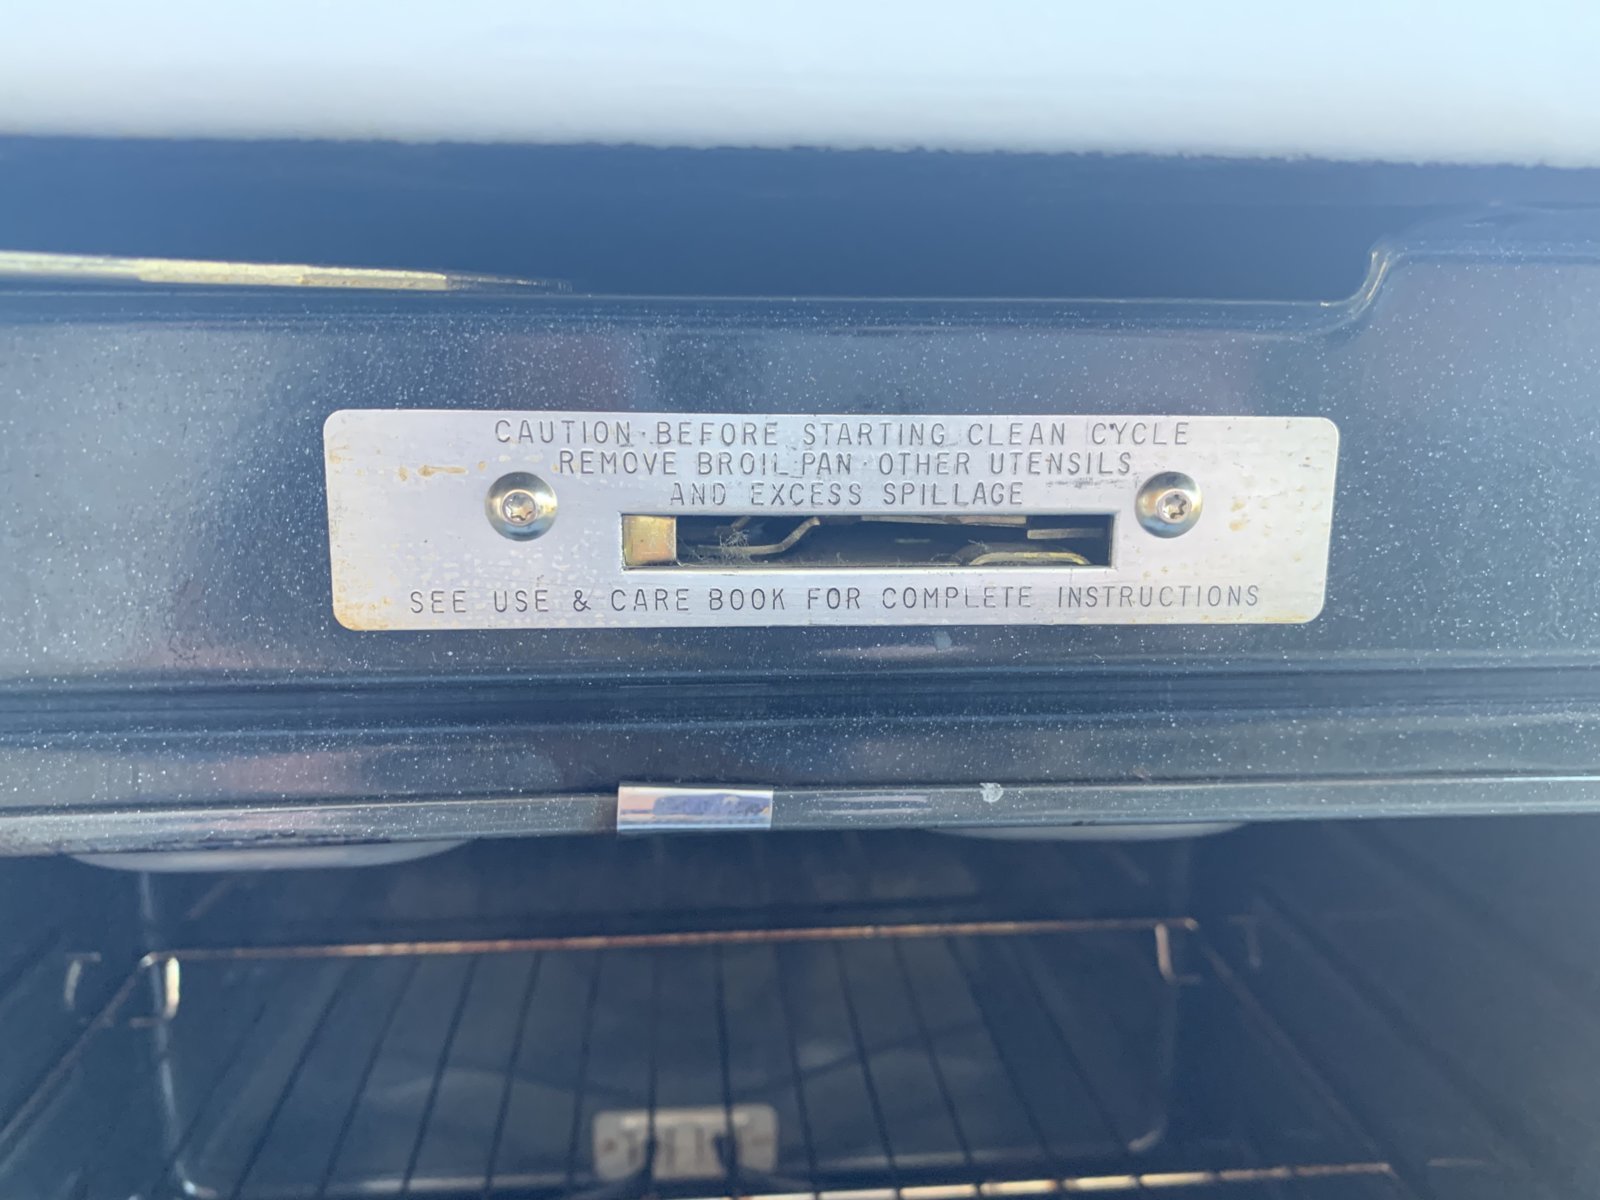 CAUTION·BEFORE STARTING CLEAN CYCLE
REMOVE BROIL PAN·OTHER UTENSILS
AND EXCESS SPILLAGE
SEE USE & CARE BOOK FOR COMPLETE INSTRUCTIONS